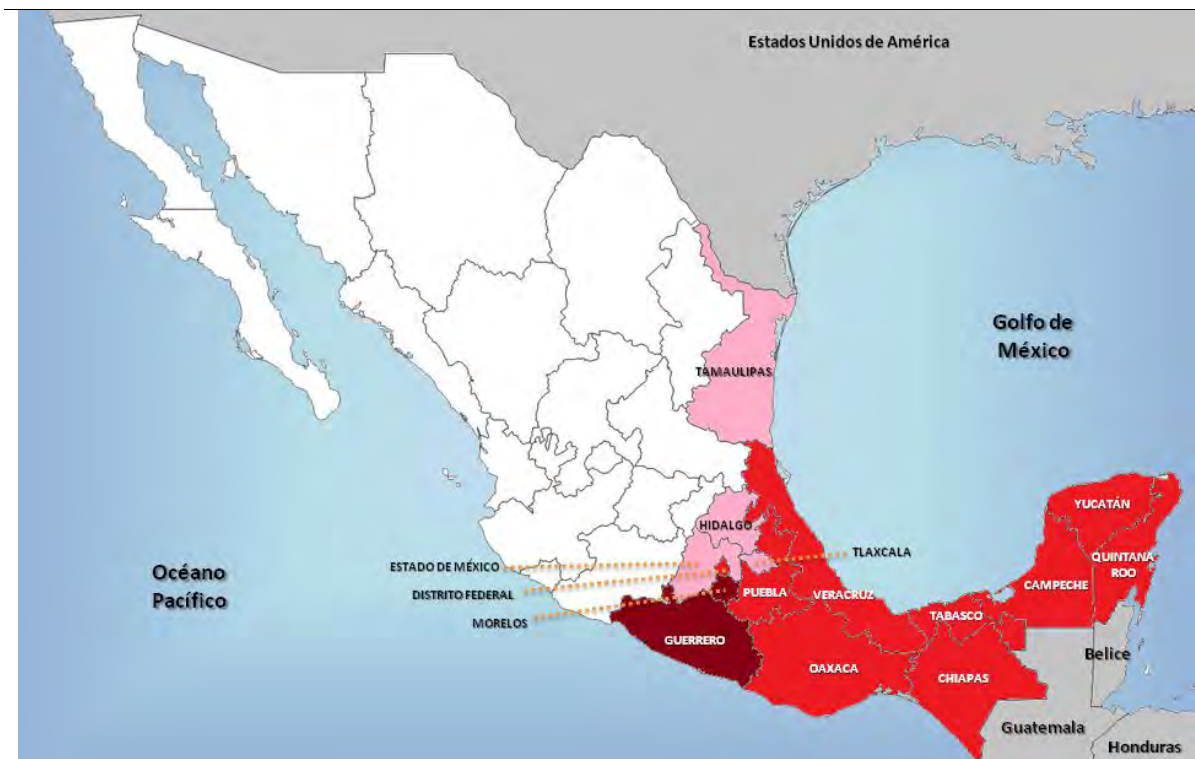 Estados Unidos de América
Golfo de
México
TAMAULIPAS
YUCATÁN
HIDALGO
TLAXCALA
QUINTANA
ROO
ESTADO DE MÉXICO
Océano
Pacífico
CAMPECHE
DISTRITO FEDERAL
PUEBLA
VERACRUZ
TABASCO
MORELOS
GUERRERO
Belice
OAXACA
CHIAPAS
Guatemala
Honduras